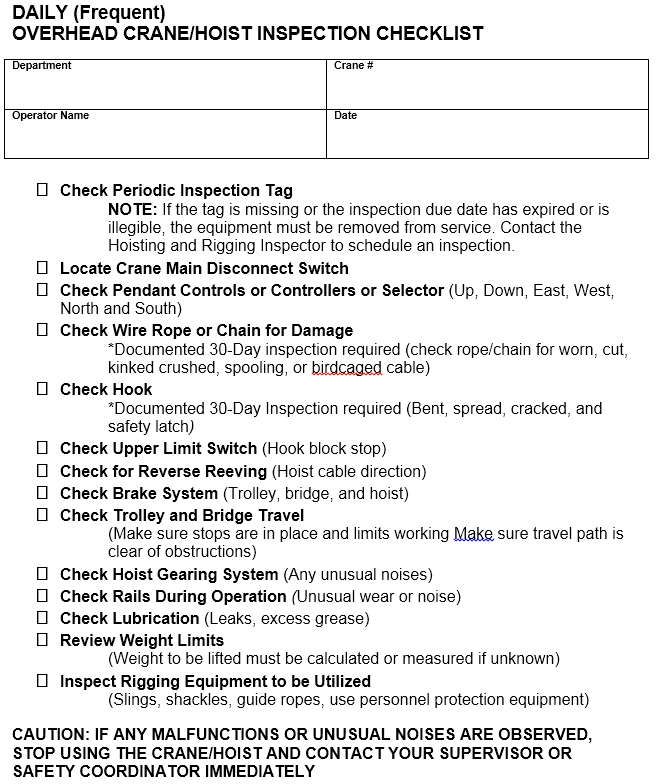 DAILY (Frequent)
OVERHEAD CRANE/HOIST INSPECTION CHECKLIST
Department
Crane #
Operator Name
Date
Check Periodic Inspection Tag
NOTE: If the tag is missing or the inspection due date has expired or is
illegible, the equipment must be removed from service. Contact the
Hoisting and Rigging Inspector to schedule an inspection.
Locate Crane Main Disconnect Switch
Check Pendant Controls or Controllers or Selector (Up, Down, East, West,
North and South)
Check Wire Rope or Chain for Damage
*Documented 30-Day inspection required (check rope/chain for worn, cut,
kinked crushed, spooling, or birdcaged cable)
Check Hook
*Documented 30-Day Inspection required (Bent, spread, cracked, and
safety latch)
Check Upper Limit Switch (Hook block stop)
Check for Reverse Reeving (Hoist cable direction)
Check Brake System (Trolley, bridge, and hoist)
Check Trolley and Bridge Travel
(Make sure stops are in place and limits working Make sure travel path is
clear of obstructions)
Check Hoist Gearing System (Any unusual noises)
Check Rails During Operation (Unusual wear or noise)
Check Lubrication (Leaks, excess grease)
Review Weight Limits
(Weight to be lifted must be calculated or measured if unknown)
Inspect Rigging Equipment to be Utilized
(Slings, shackles, guide ropes, use personnel protection equipment)
CAUTION: IF ANY MALFUNCTIONS OR UNUSUAL NOISES ARE OBSERVED,
STOP USING THE CRANE/HOIST AND CONTACT YOUR SUPERVISOR OR
SAFETY COORDINATOR IMMEDIATELY